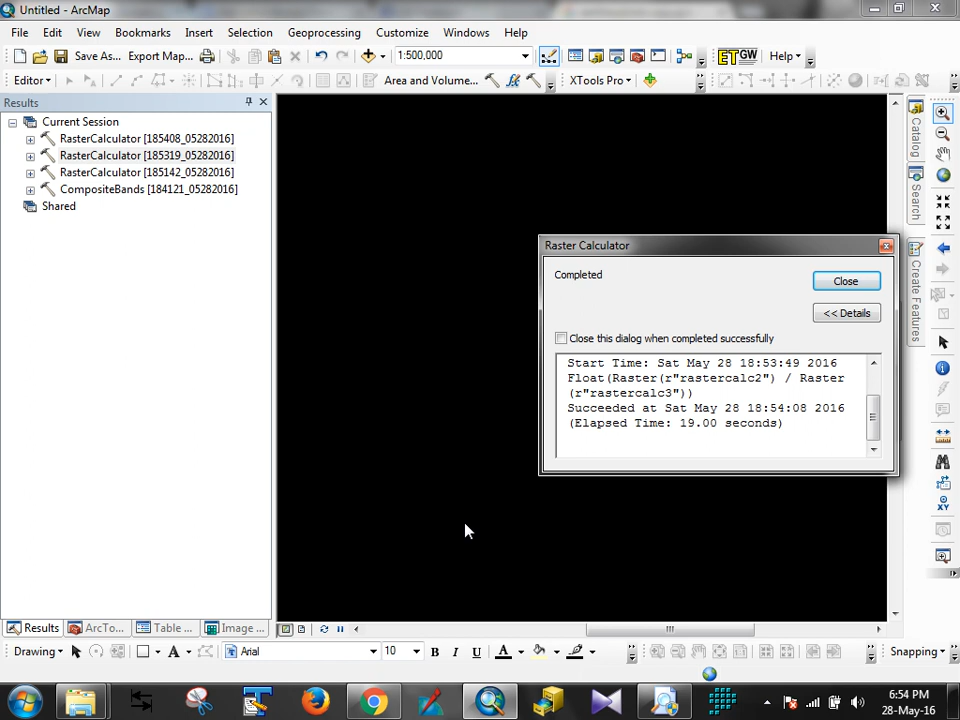 Untitled - ArcMap
File Edit View Bookmarks Insert Selection Geoprocessing Customize Windows Help
Save As... Export Map... 1:500,000 ETGW Help
Editor Area and Volume... XTools Pro
Results
Current Session
RasterCalculator [185408_05282016]
RasterCalculator [185319_05282016]
RasterCalculator [185142_05282016]
CompositeBands [184121_05282016]
Shared
Catalog
Search
Create Features
Raster Calculator
Completed
Close
<< Details
Close this dialog when completed successfully
Start Time: Sat May 28 18:53:49 2016
Float(Raster(r"rastercalc2") / Raster
(r"rastercalc3"))
Succeeded at Sat May 28 18:54:08 2016
(Elapsed Time: 19.00 seconds)
XY
Results ArcTo... Table ... Image ...
Drawing A Arial 10 B I U A Snapping
6:54 PM
28-May-16